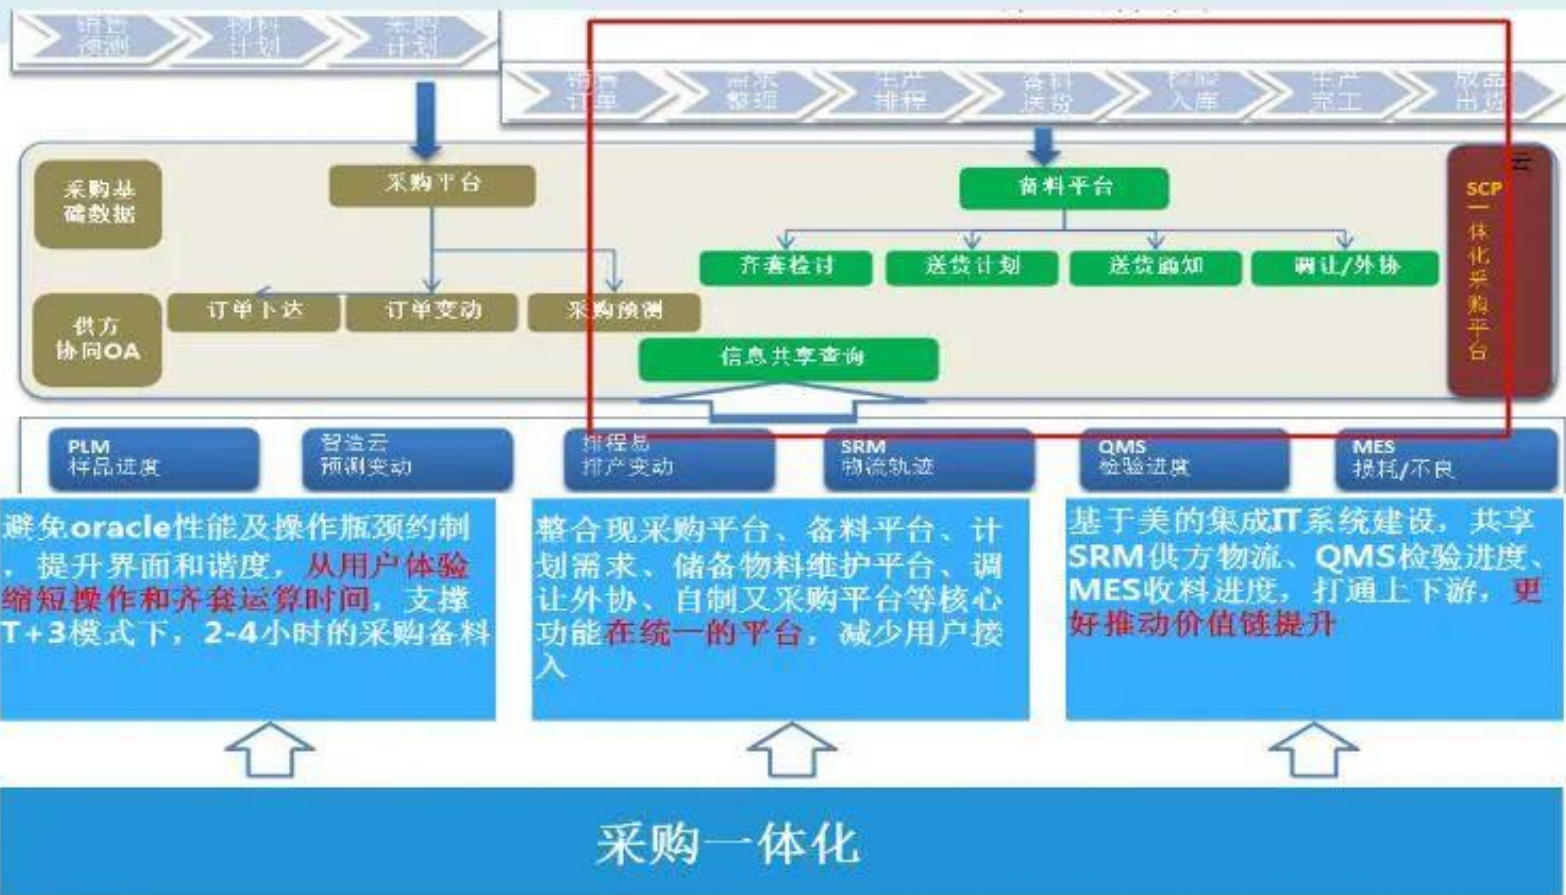 销售
预测
物料
计划
采购
计划
销售
订单
需求
整理
生产
排程
备料
送货
检验
入库
生产
完工
成品
出货
采购基
础数据
采购平台
备料平台
云
SCP
一体化采购平台
齐套检讨
送货计划
送货通知
调让/外协
供方
协同OA
订单下达
订单变动
采购预测
信息共享查询
PLM
样品进度
智造云
预测变动
排程易
排产变动
SRM
物流轨迹
QMS
检验进度
MES
损耗/不良
避免oracle性能及操作瓶颈约制
，提升界面和谐度，从用户体验
缩短操作和齐套运算时间，支撑
T+3模式下，2-4小时的采购备料
整合现采购平台、备料平台、计
划需求、储备物料维护平台、调
让外协、自制又采购平台等核心
功能在统一的平台，减少用户接
入
基于美的集成IT系统建设，共享
SRM供方物流、QMS检验进度、
MES收料进度，打通上下游，更
好推动价值链提升
采购一体化